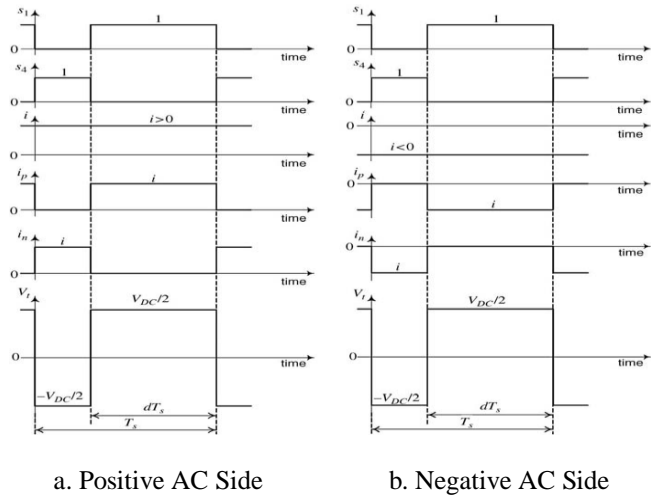 s1
1
0
time
s4
1
0
time
i
i>0
0
time
ip
i
0
time
in
i
0
time
Vt
VDC/2
0
time
−VDC/2
dTs
Ts
a. Positive AC Side
s1
1
0
time
s4
1
0
time
i
0
time
i<0
ip
0
time
i
in
0
time
i
Vt
VDC/2
0
time
−VDC/2
dTs
Ts
b. Negative AC Side